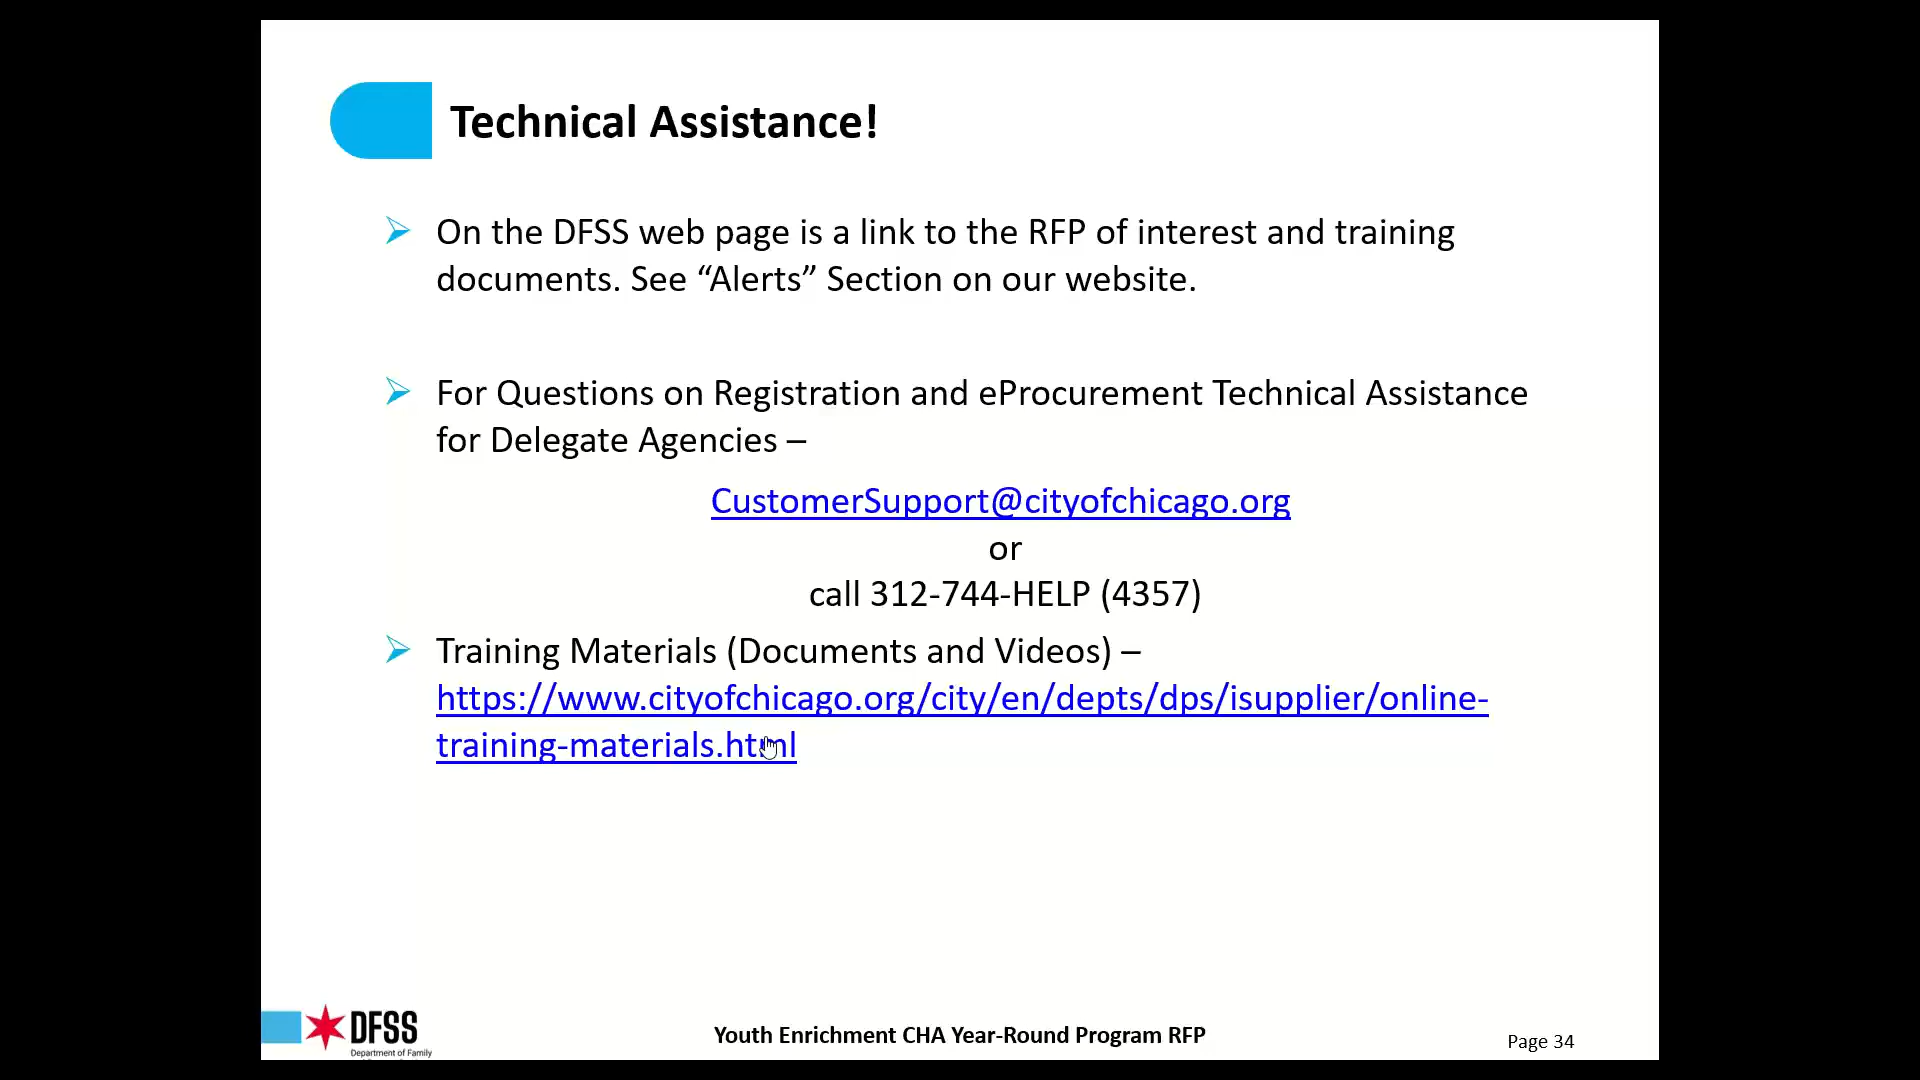 Technical Assistance!
On the DFSS web page is a link to the RFP of interest and training
documents. See “Alerts” Section on our website.
For Questions on Registration and eProcurement Technical Assistance
for Delegate Agencies –
CustomerSupport@cityofchicago.org
or
call 312-744-HELP (4357)
Training Materials (Documents and Videos) –
https://www.cityofchicago.org/city/en/depts/dps/isupplier/online-
training-materials.html
DFSS
Department of Family
Youth Enrichment CHA Year-Round Program RFP
Page 34